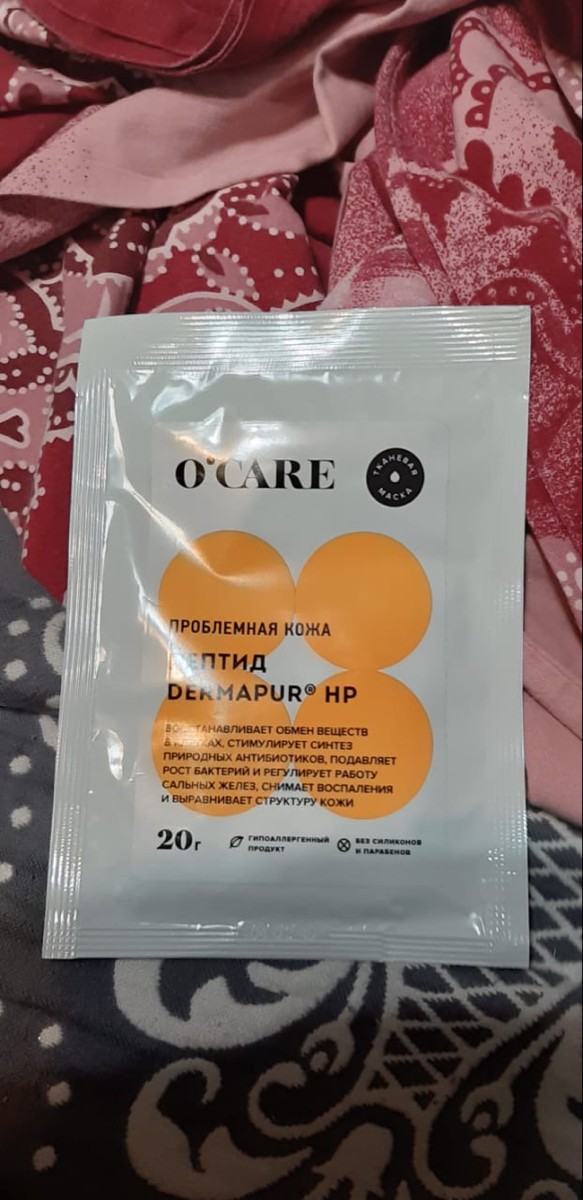 O'CARE
ТКАНЕВАЯ
МАСКА
ПРОБЛЕМНАЯ КОЖА
ПЕПТИД
DERMAPUR® HP
ВОССТАНАВЛИВАЕТ ОБМЕН ВЕЩЕСТВ
В КЛЕТКАХ, СТИМУЛИРУЕТ СИНТЕЗ
ПРИРОДНЫХ АНТИБИОТИКОВ, ПОДАВЛЯЕТ
РОСТ БАКТЕРИЙ И РЕГУЛИРУЕТ РАБОТУ
САЛЬНЫХ ЖЕЛЕЗ, СНИМАЕТ ВОСПАЛЕНИЯ
И ВЫРАВНИВАЕТ СТРУКТУРУ КОЖИ
20г
ГИПОАЛЛЕРГЕННЫЙ
ПРОДУКТ
БЕЗ СИЛИКОНОВ
И ПАРАБЕНОВ